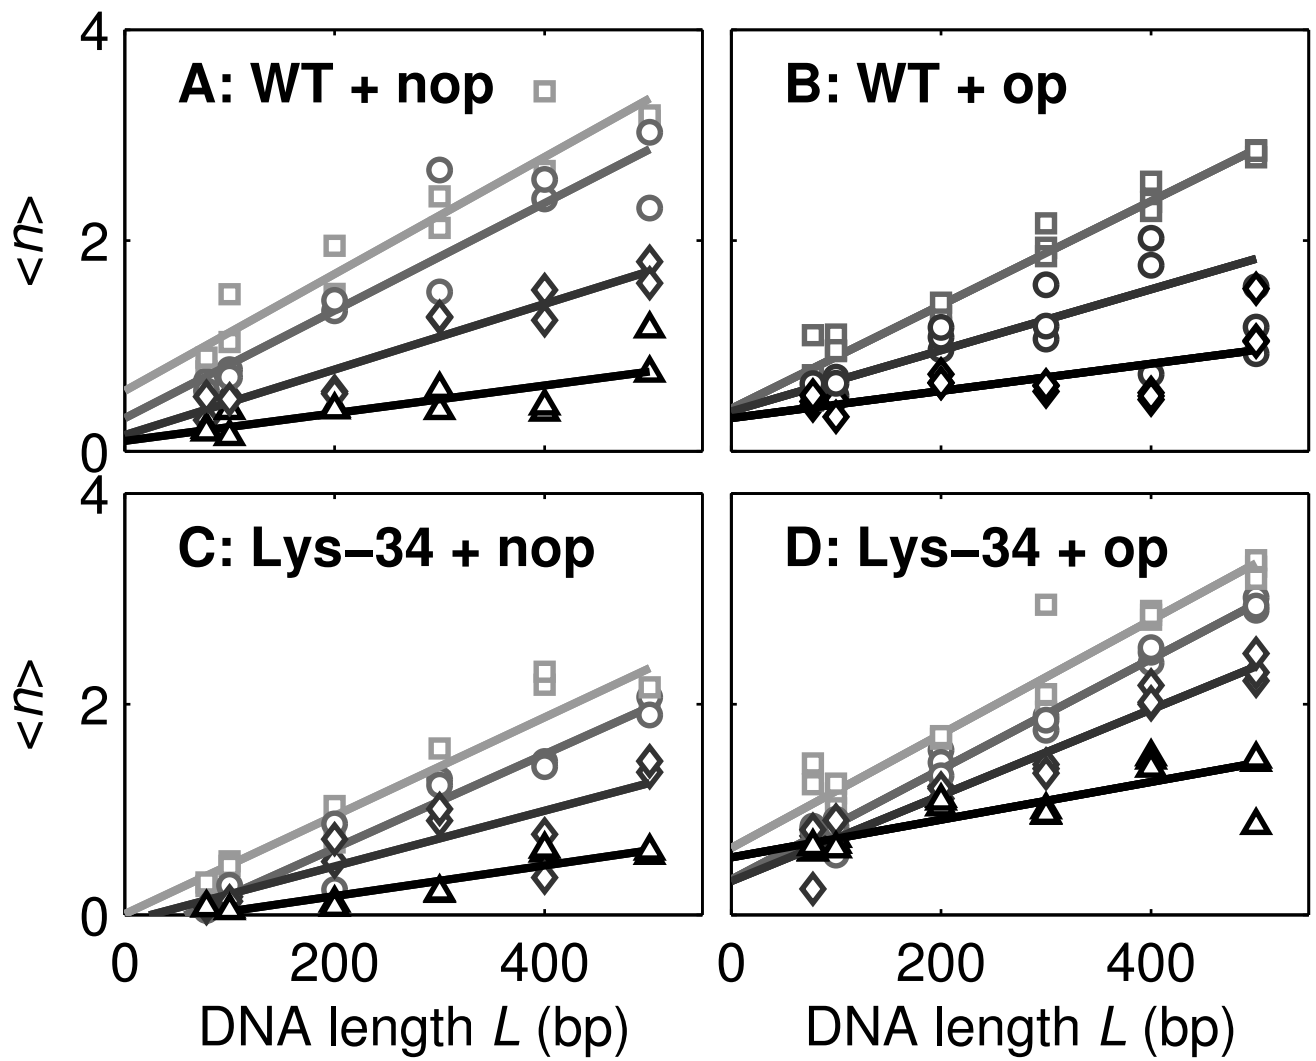 4
A: WT + nop
B: WT + op
2
<n>
0
4
C: Lys−34 + nop
D: Lys−34 + op
2
<n>
0
0 200 400 0 200 400
DNA length L (bp) DNA length L (bp)